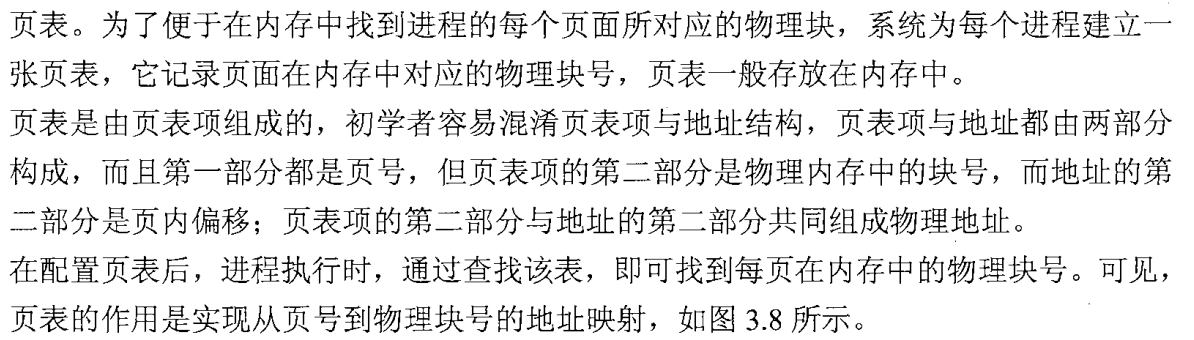 页表。为了便于在内存中找到进程的每个页面所对应的物理块，系统为每个进程建立一
张页表，它记录页面在内存中对应的物理块号，页表一般存放在内存中。
页表是由页表项组成的，初学者容易混淆页表项与地址结构，页表项与地址都由两部分
构成，而且第一部分都是页号，但页表项的第二部分是物理内存中的块号，而地址的第
二部分是页内偏移；页表项的第二部分与地址的第二部分共同组成物理地址。
在配置页表后，进程执行时，通过查找该表，即可找到每页在内存中的物理块号。可见，
页表的作用是实现从页号到物理块号的地址映射，如图 3.8 所示。